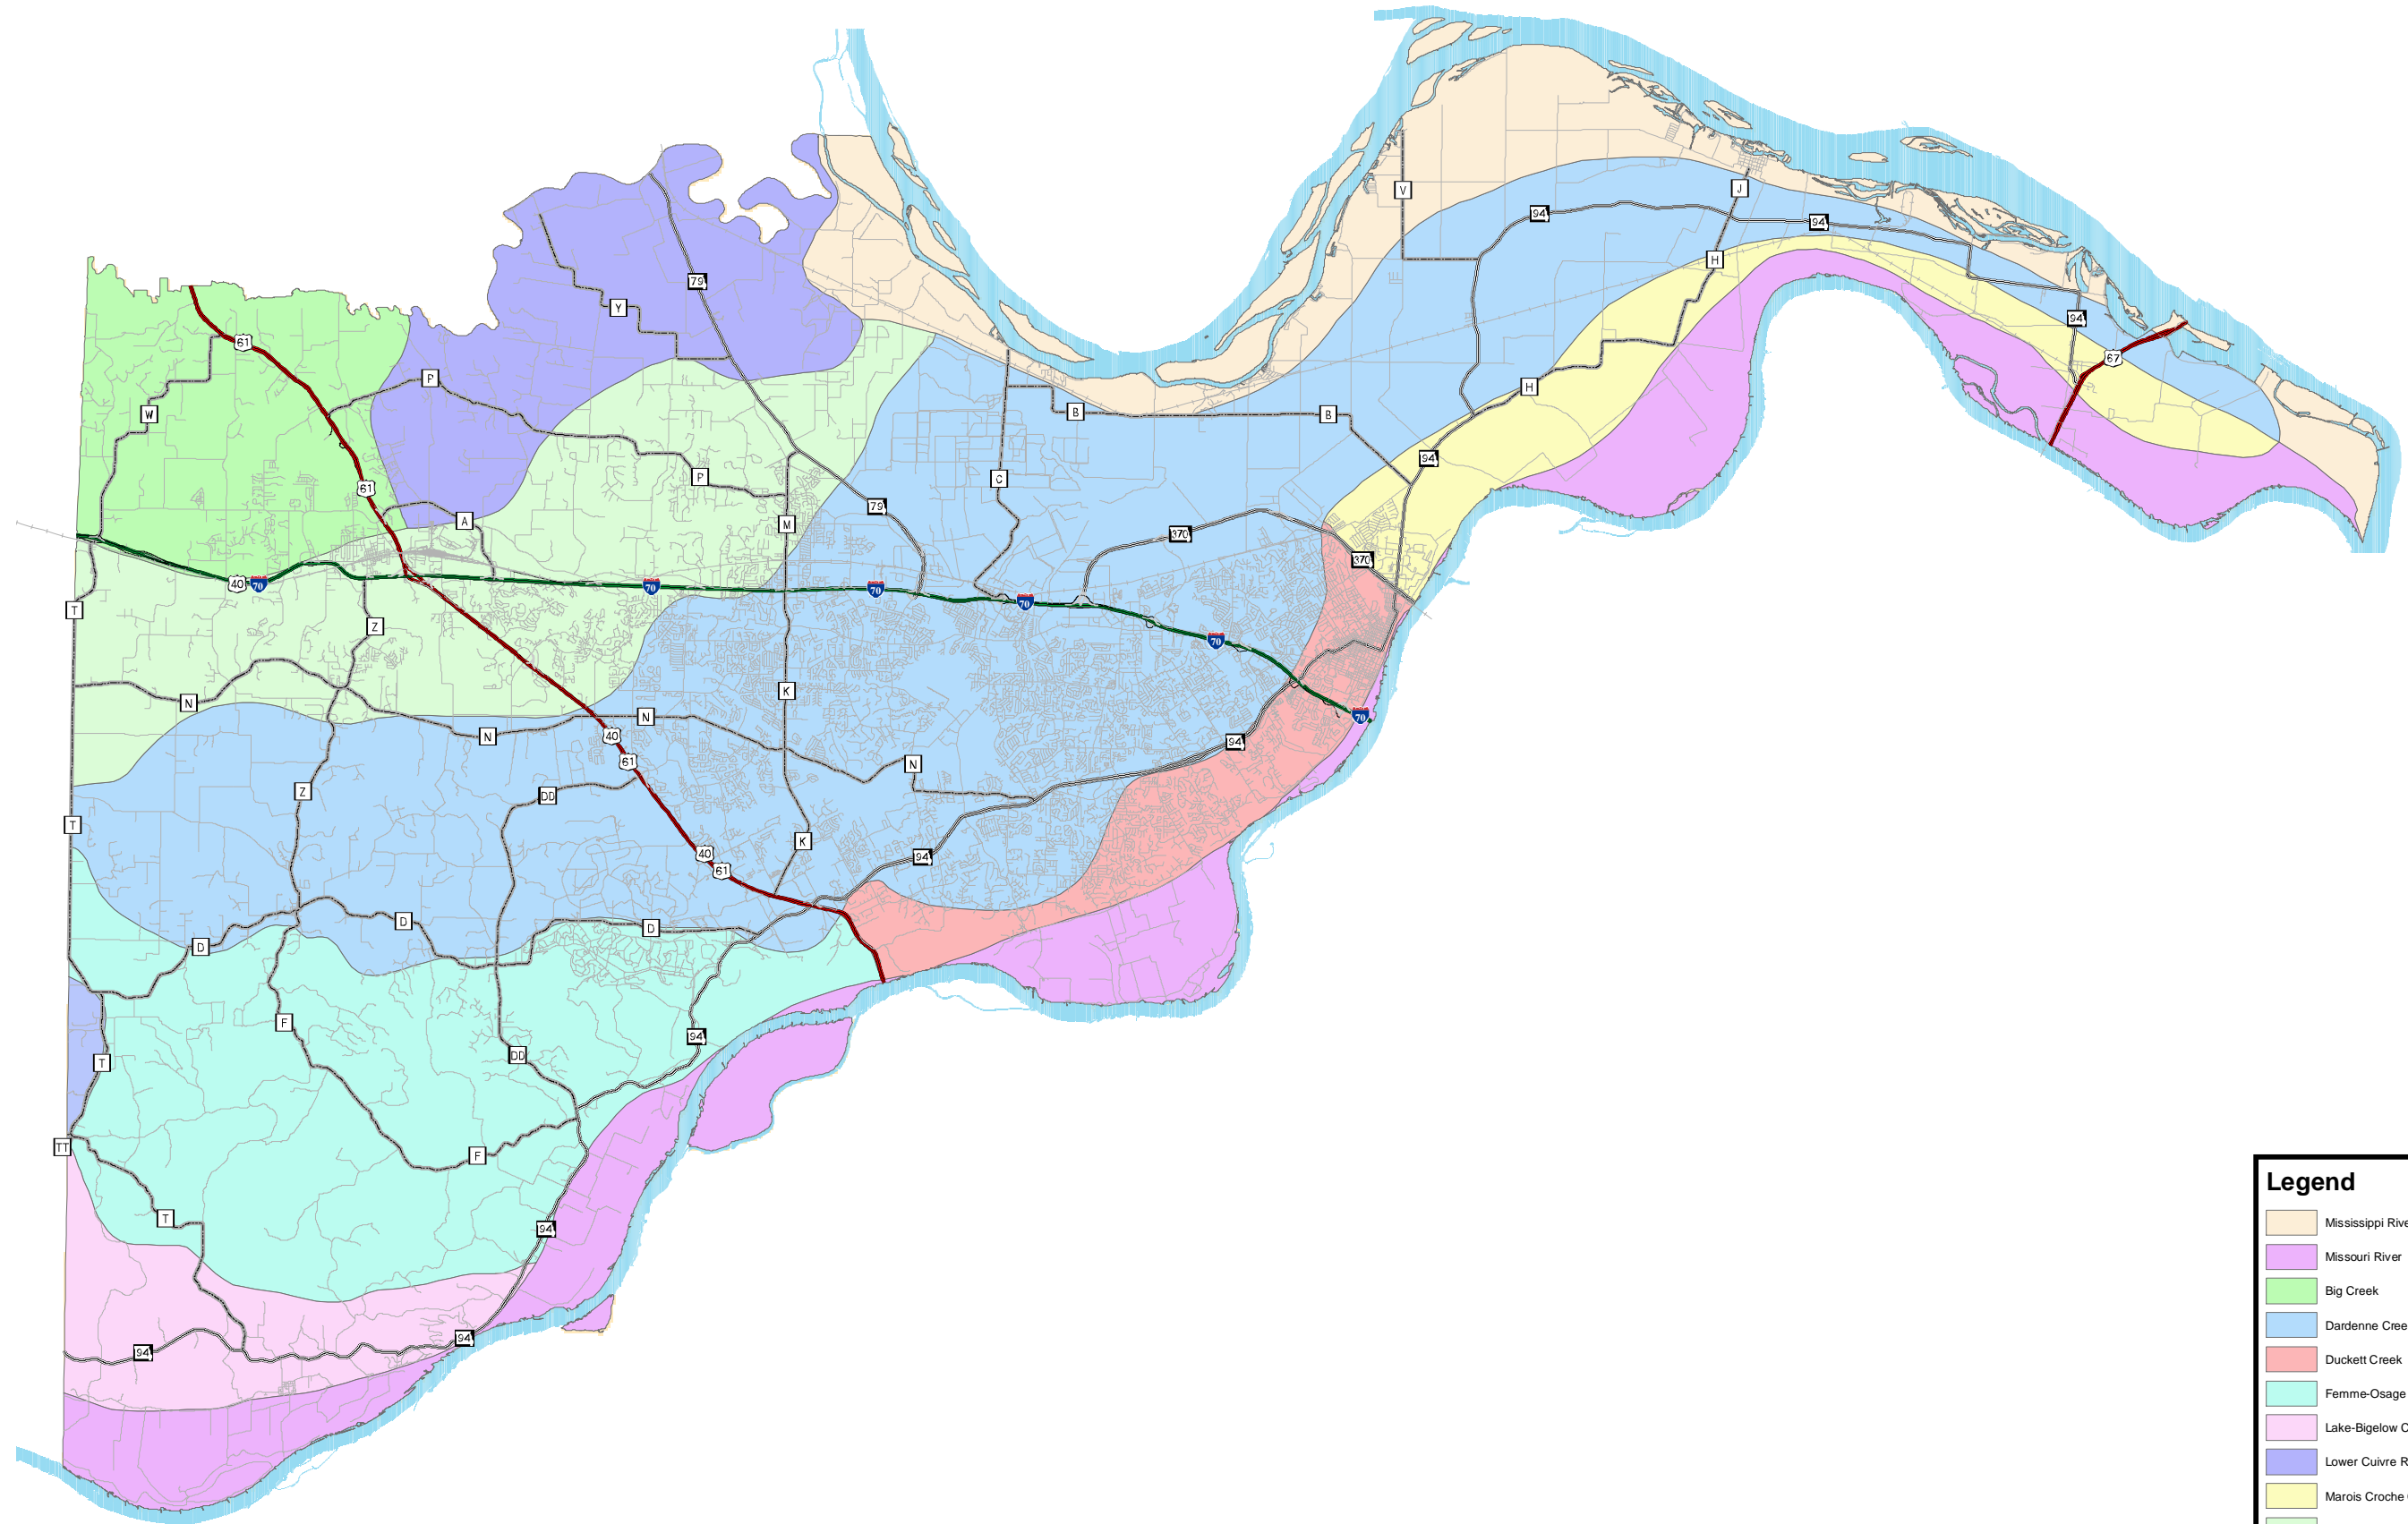 V
J
94
94
79
H
Y
94
61
67
P
H
W
B
B
94
P
C
61
79
A
M
370
370
40
70
70
70
70
T
Z
70
K
N
N
70
N
40
94
61
N
Z
DD
T
K
40
94
61
D
D
D
F
94
DD
T
TT
F
T
94
94
94
Legend
Mississippi Rive
Missouri River
Big Creek
Dardenne Cree
Duckett Creek
Femme-Osage
Lake-Bigelow C
Lower Cuivre R
Marois Croche